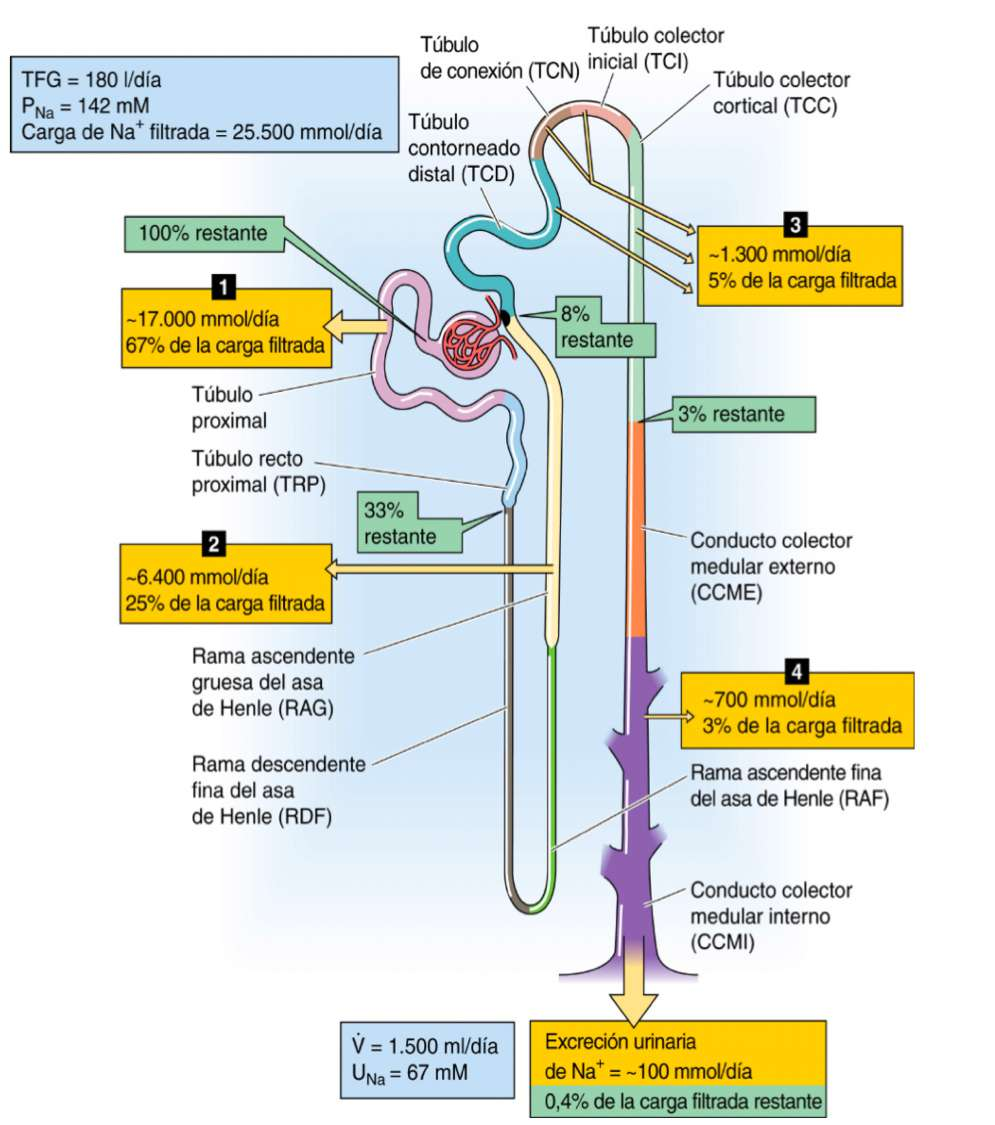 TFG = 180 l/día
P_Na = 142 mM
Carga de Na⁺ filtrada = 25.500 mmol/día
Túbulo
de conexión (TCN)
Túbulo colector
inicial (TCI)
Túbulo colector
cortical (TCC)
Túbulo
contorneado
distal (TCD)
100% restante
1
~17.000 mmol/día
67% de la carga filtrada
3
~1.300 mmol/día
5% de la carga filtrada
8%
restante
Túbulo
proximal
3% restante
Túbulo recto
proximal (TRP)
33%
restante
2
~6.400 mmol/día
25% de la carga filtrada
Conducto colector
medular externo
(CCME)
Rama ascendente
gruesa del asa
de Henle (RAG)
4
~700 mmol/día
3% de la carga filtrada
Rama descendente
fina del asa
de Henle (RDF)
Rama ascendente fina
del asa de Henle (RAF)
Conducto colector
medular interno
(CCMI)
V̇ = 1.500 ml/día
U_Na = 67 mM
Excreción urinaria
de Na⁺ = ~100 mmol/día
0,4% de la carga filtrada restante